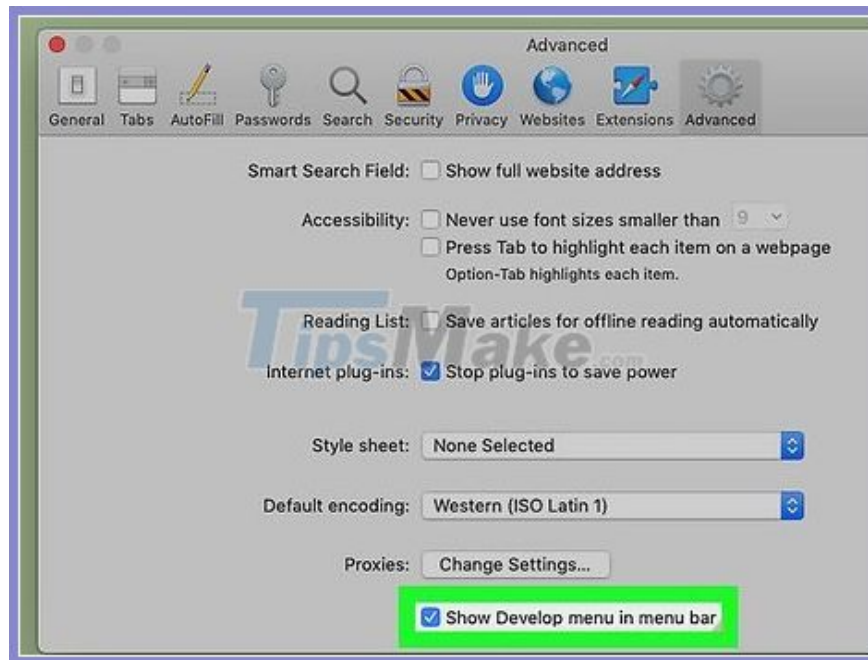 Advanced
General Tabs AutoFill Passwords Search Security Privacy Websites Extensions Advanced
Smart Search Field: Show full website address
Accessibility: Never use font sizes smaller than 9
Press Tab to highlight each item on a webpage
Option-Tab highlights each item.
Reading List: Save articles for offline reading automatically
TipsMake.com
Internet plug-ins: Stop plug-ins to save power
Style sheet: None Selected
Default encoding: Western (ISO Latin 1)
Proxies: Change Settings...
Show Develop menu in menu bar